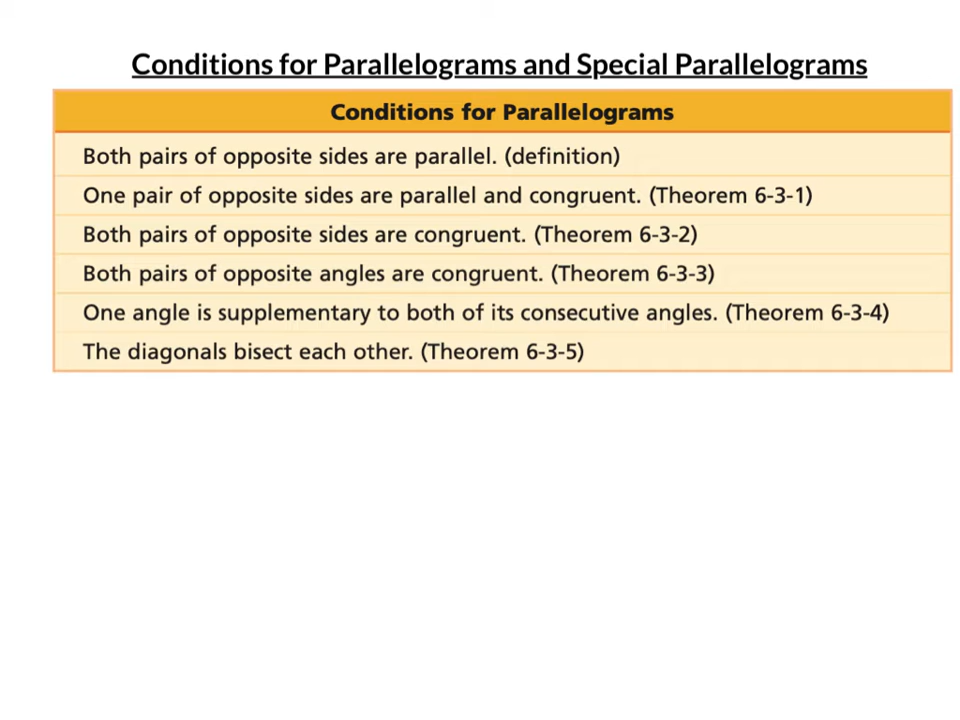 Conditions for Parallelograms and Special Parallelograms
Conditions for Parallelograms
Both pairs of opposite sides are parallel. (definition)
One pair of opposite sides are parallel and congruent. (Theorem 6-3-1)
Both pairs of opposite sides are congruent. (Theorem 6-3-2)
Both pairs of opposite angles are congruent. (Theorem 6-3-3)
One angle is supplementary to both of its consecutive angles. (Theorem 6-3-4)
The diagonals bisect each other. (Theorem 6-3-5)